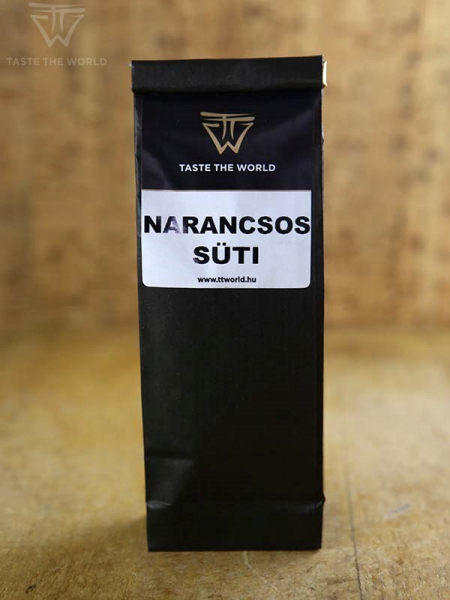 TASTE THE WORLD
TASTE THE WORLD
NARANCSOS
SÜTI
www.ttworld.hu